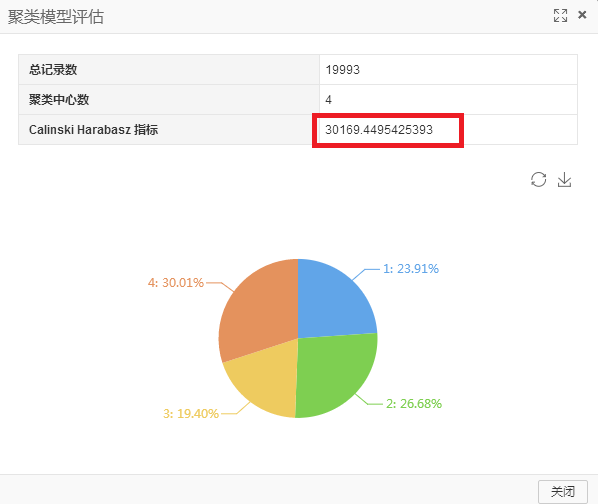 聚类模型评估
总记录数 19993
聚类中心数 4
Calinski Harabasz 指标 30169.4495425393
1: 23.91%
4: 30.01%
2: 26.68%
3: 19.40%
关闭